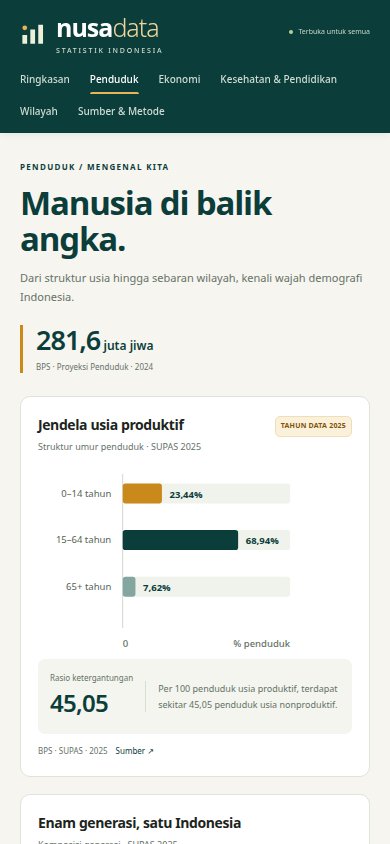 nusadata
STATISTIK INDONESIA
Terbuka untuk semua
Ringkasan Penduduk Ekonomi Kesehatan & Pendidikan
Wilayah Sumber & Metode
PENDUDUK / MENGENAL KITA
Manusia di balik
angka.
Dari struktur usia hingga sebaran wilayah, kenali wajah demografi
Indonesia.
281,6 juta jiwa
BPS · Proyeksi Penduduk · 2024
Jendela usia produktif
TAHUN DATA 2025
Struktur umur penduduk · SUPAS 2025
0–14 tahun 23,44%
15–64 tahun 68,94%
65+ tahun 7,62%
0 % penduduk
Rasio ketergantungan
45,05
Per 100 penduduk usia produktif, terdapat
sekitar 45,05 penduduk usia nonproduktif.
BPS · SUPAS · 2025 Sumber ↗
Enam generasi, satu Indonesia
Komposisi generasi · SUPAS 2025